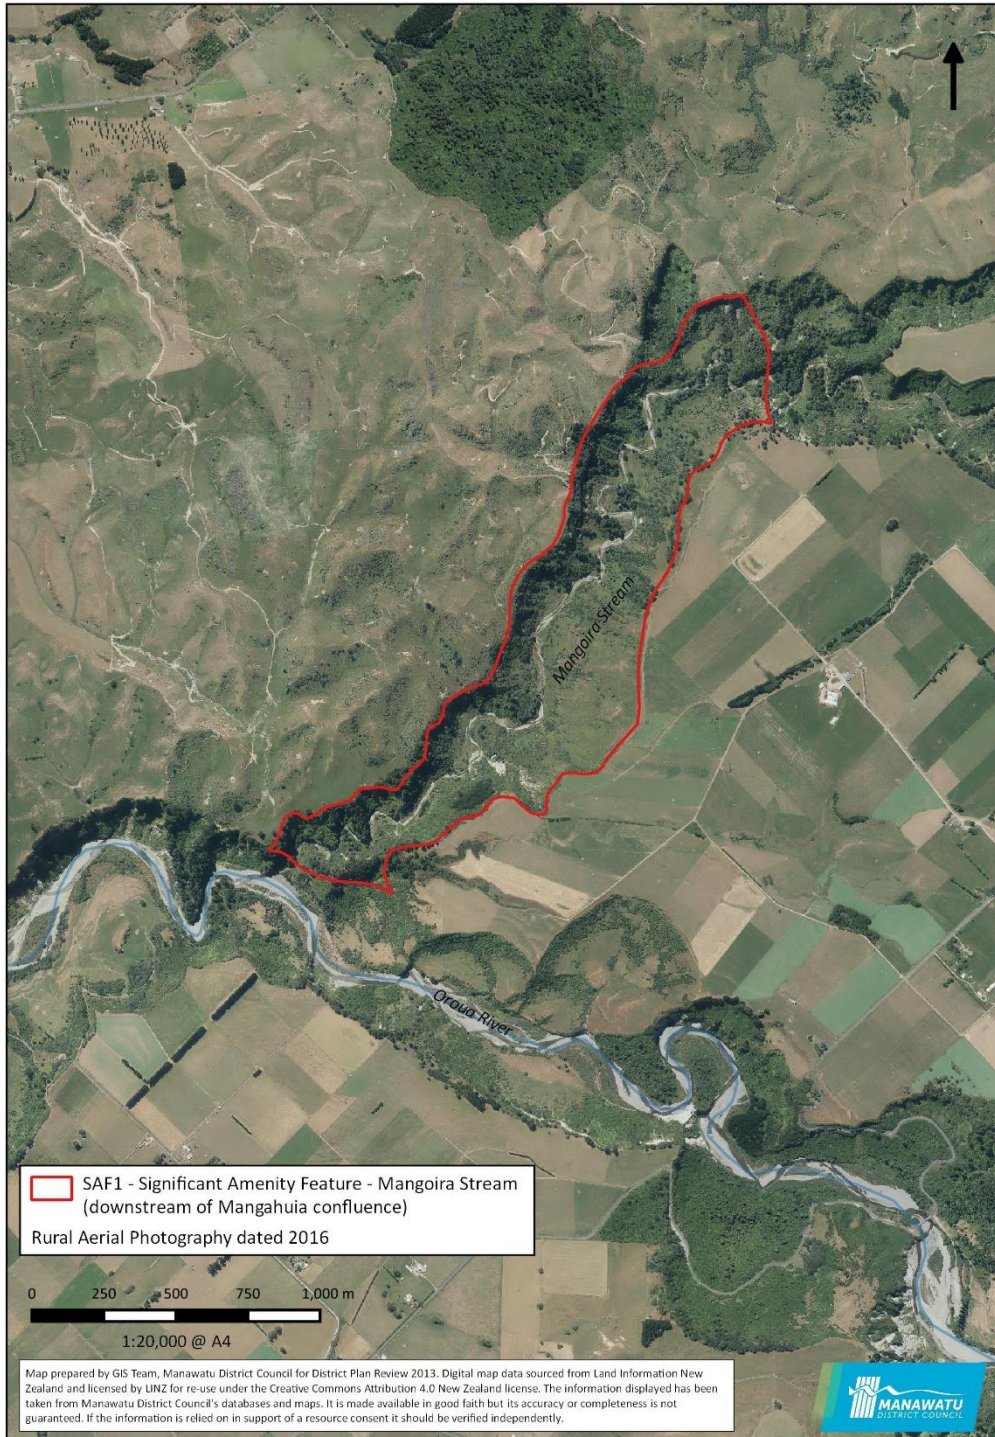 Mangoira Stream
Oroua River
SAF1 - Significant Amenity Feature - Mangoira Stream
(downstream of Mangahuia confluence)
Rural Aerial Photography dated 2016
0 250 500 750 1,000 m
1:20,000 @ A4
Map prepared by GIS Team, Manawatu District Council for District Plan Review 2013. Digital map data sourced from Land Information New
Zealand and licensed by LINZ for re-use under the Creative Commons Attribution 4.0 New Zealand license. The information displayed has been
taken from Manawatu District Council's databases and maps. It is made available in good faith but its accuracy or completeness is not
guaranteed. If the information is relied on in support of a resource consent it should be verified independently.
MANAWATU
DISTRICT COUNCIL